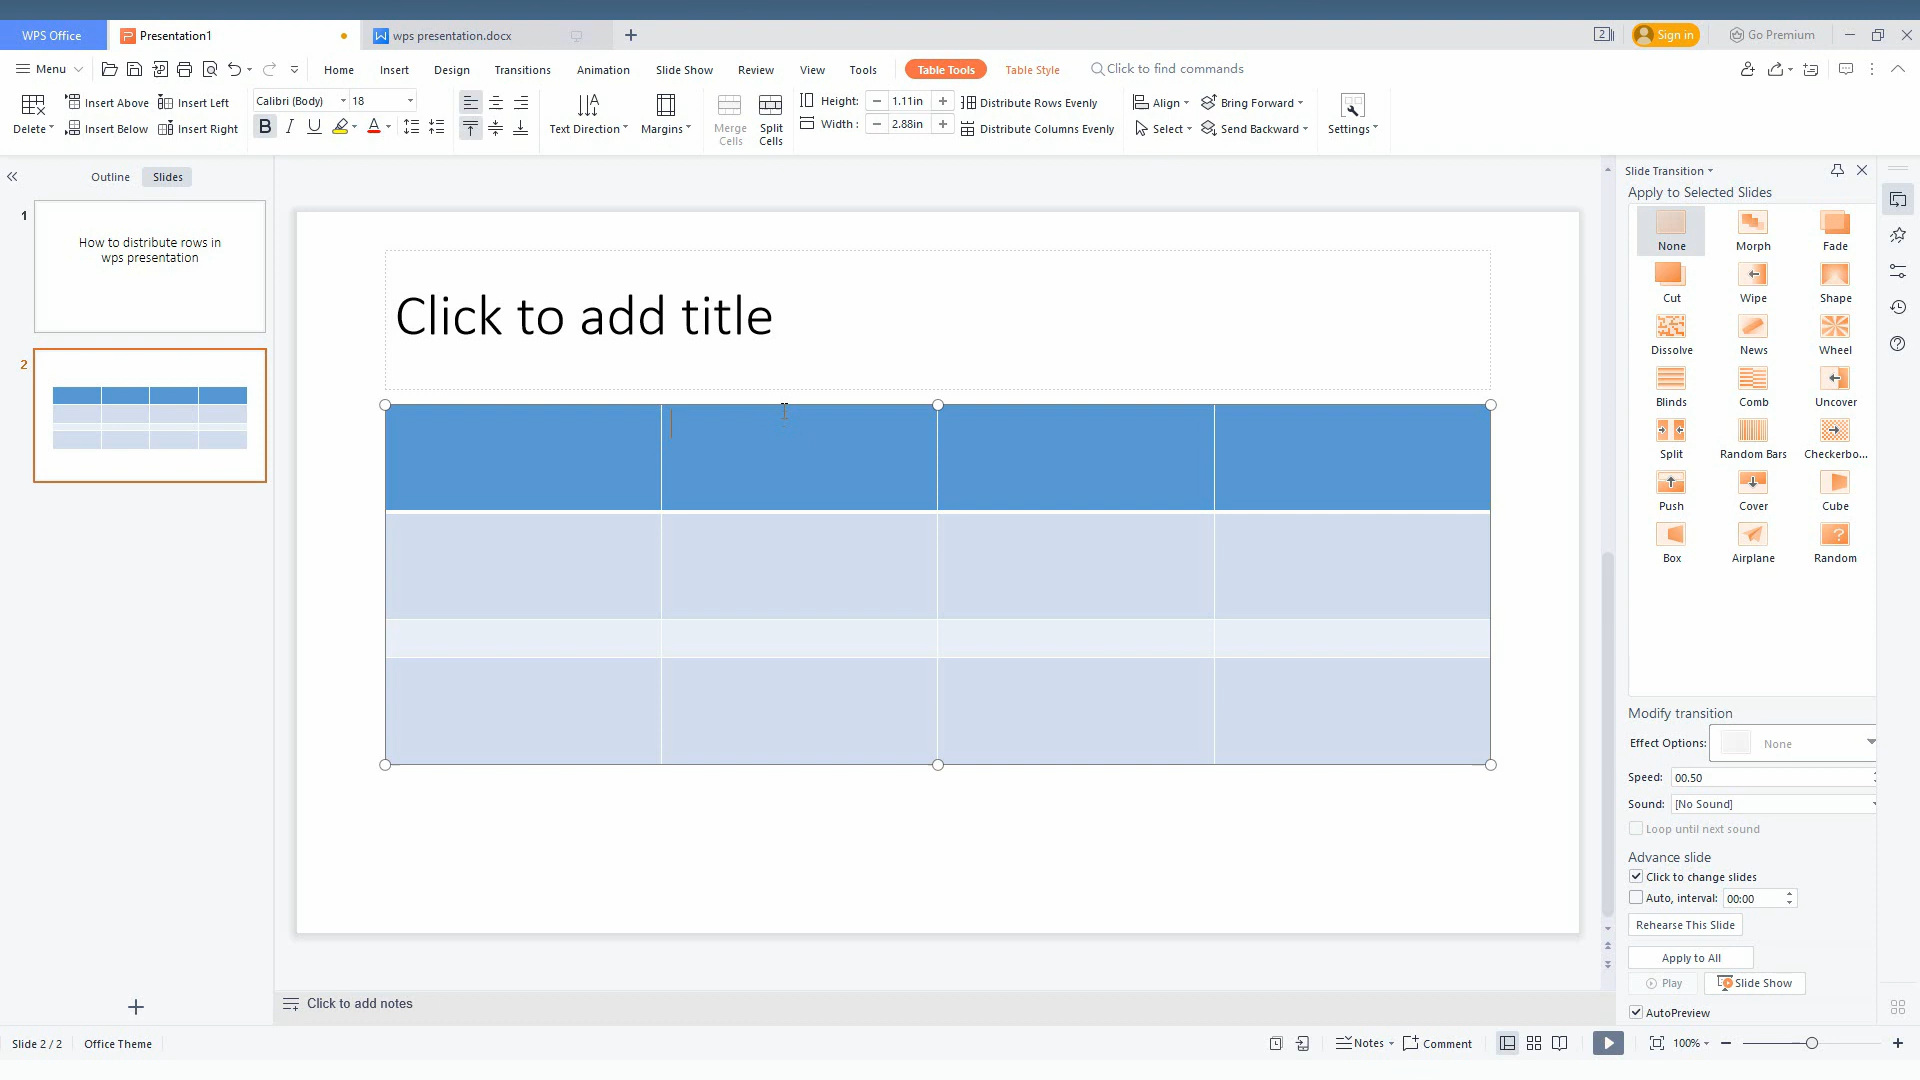 WPS Office
Presentation1
wps presentation.docx
2
Sign in
Go Premium
Menu
Home
Insert
Design
Transitions
Animation
Slide Show
Review
View
Tools
Table Tools
Table Style
Click to find commands
Delete
Insert Above
Insert Left
Insert Below
Insert Right
Calibri (Body)
18
B I U A
Text Direction
Margins
Merge Cells
Split Cells
Height: 1.11in
Width : 2.88in
Distribute Rows Evenly
Distribute Columns Evenly
Align
Bring Forward
Select
Send Backward
Settings
Outline
Slides
1
How to distribute rows in
wps presentation
2
Click to add title
Click to add notes
Slide Transition
Apply to Selected Slides
None Morph Fade
Cut Wipe Shape
Dissolve News Wheel
Blinds Comb Uncover
Split Random Bars Checkerbo...
Push Cover Cube
Box Airplane Random
Modify transition
Effect Options: None
Speed: 00.50
Sound: [No Sound]
Loop until next sound
Advance slide
Click to change slides
Auto, interval: 00:00
Rehearse This Slide
Apply to All
Play
Slide Show
AutoPreview
Slide 2 / 2
Office Theme
Notes
Comment
100%